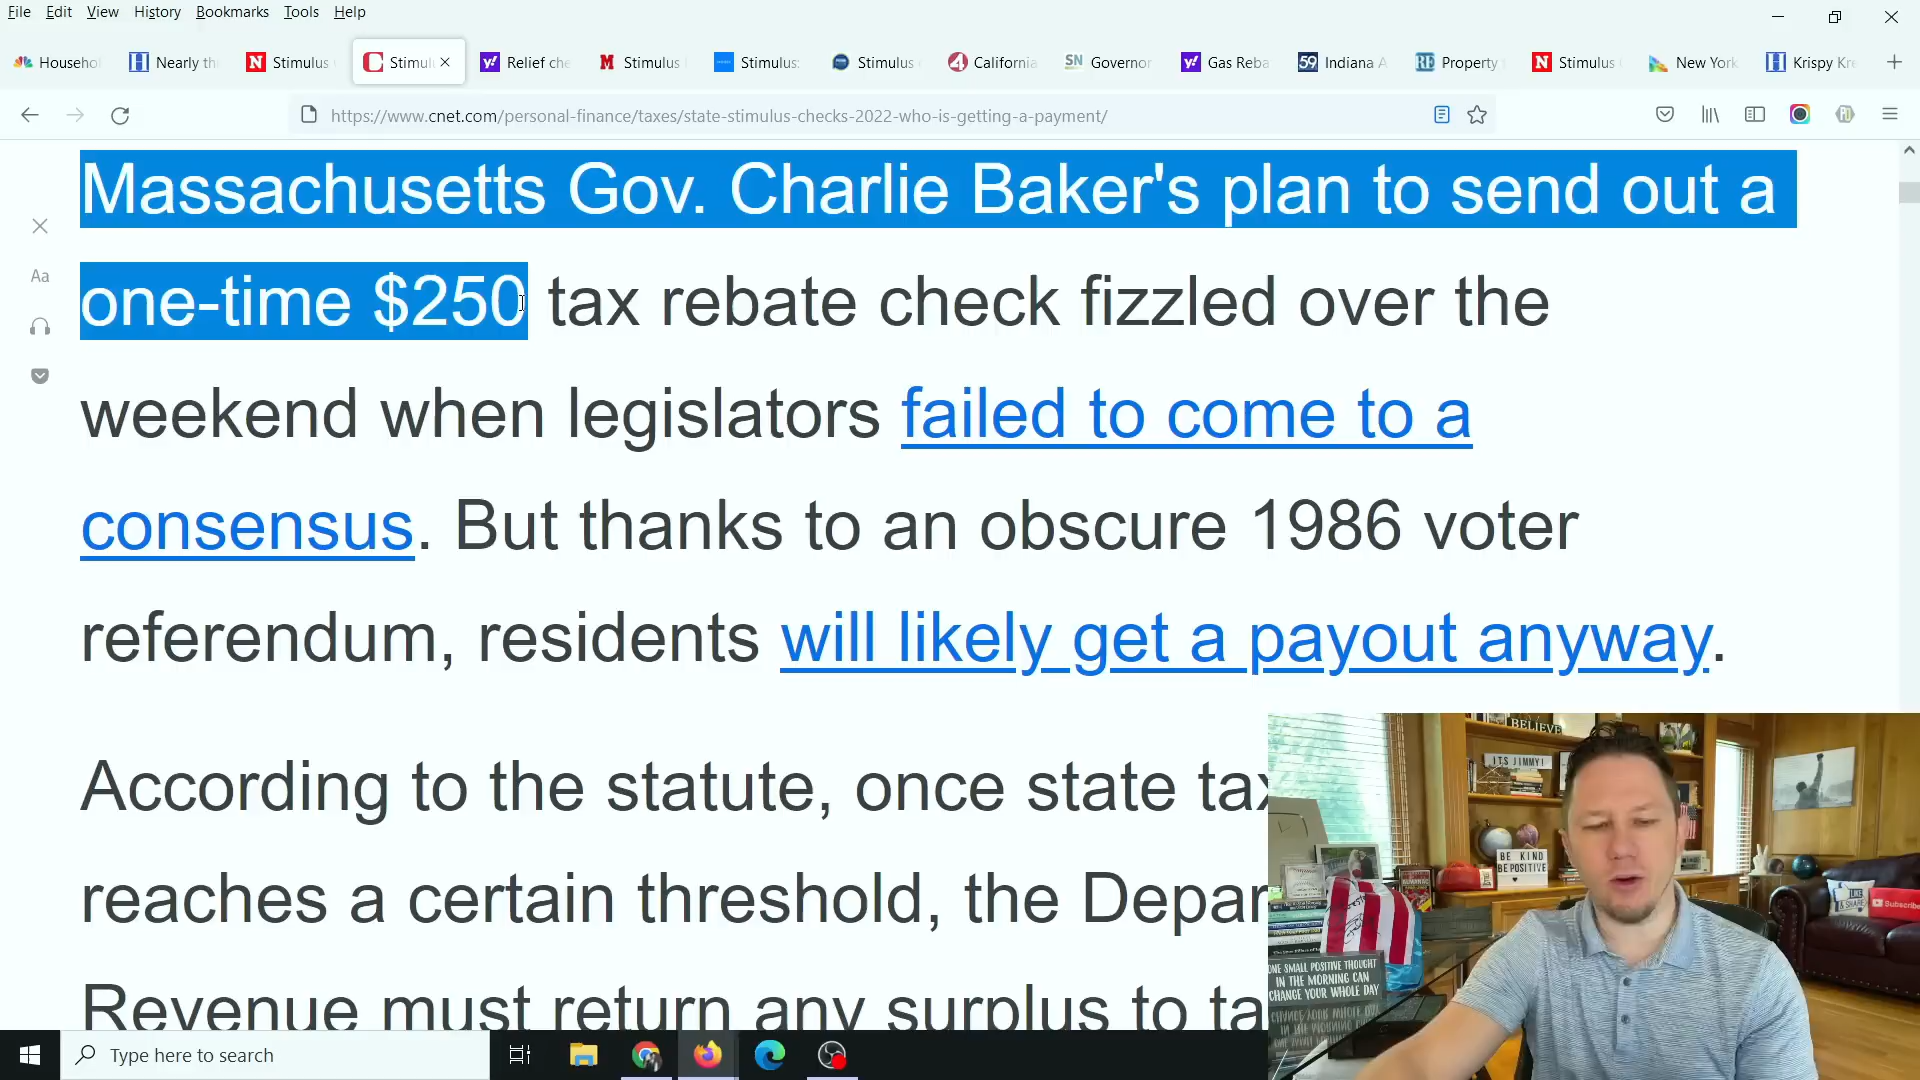 File Edit View History Bookmarks Tools Help
Househo Nearly th Stimulus Stimul Relief che Stimulus Stimulus: Stimulus California Governor Gas Reba Indiana A Property Stimulus New York Krispy Kre
https://www.cnet.com/personal-finance/taxes/state-stimulus-checks-2022-who-is-getting-a-payment/
Massachusetts Gov. Charlie Baker's plan to send out a
one-time $250 tax rebate check fizzled over the
weekend when legislators failed to come to a
consensus. But thanks to an obscure 1986 voter
referendum, residents will likely get a payout anyway.
According to the statute, once state tax
reaches a certain threshold, the Depar
Revenue must return any surplus to ta
Aa
BELIEVE
ITS JIMMY!
BE KIND
BE POSITIVE
LIKE
& SHARE
Subscribe
ONE SMALL POSITIVE THOUGHT
IN THE MORNING CAN
CHANGE YOUR WHOLE DAY
Type here to search